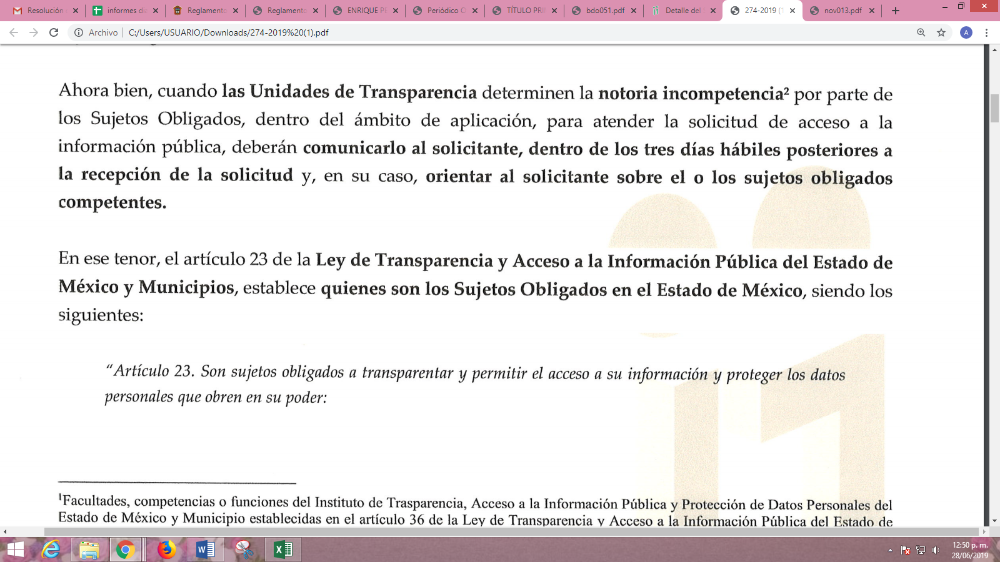 Resolución
informes di
Reglamento
Reglamento
ENRIQUE PE
Periódico O
TÍTULO PRI
bdo051.pdf
Detalle del
274-2019 (
nov013.pdf
Archivo C:/Users/USUARIO/Downloads/274-2019%20(1).pdf
A
Ahora bien, cuando las Unidades de Transparencia determinen la notoria incompetencia² por parte de
los Sujetos Obligados, dentro del ámbito de aplicación, para atender la solicitud de acceso a la
información pública, deberán comunicarlo al solicitante, dentro de los tres días hábiles posteriores a
la recepción de la solicitud y, en su caso, orientar al solicitante sobre el o los sujetos obligados
competentes.
En ese tenor, el artículo 23 de la Ley de Transparencia y Acceso a la Información Pública del Estado de
México y Municipios, establece quienes son los Sujetos Obligados en el Estado de México, siendo los
siguientes:
“Artículo 23. Son sujetos obligados a transparentar y permitir el acceso a su información y proteger los datos
personales que obren en su poder:
¹Facultades, competencias o funciones del Instituto de Trasparencia, Acceso a la Información Pública y Protección de Datos Personales del
Estado de México y Municipio establecidas en el artículo 36 de la Ley de Transparencia y Acceso a la Información Pública del Estado de
12:50 p. m.
28/06/2019